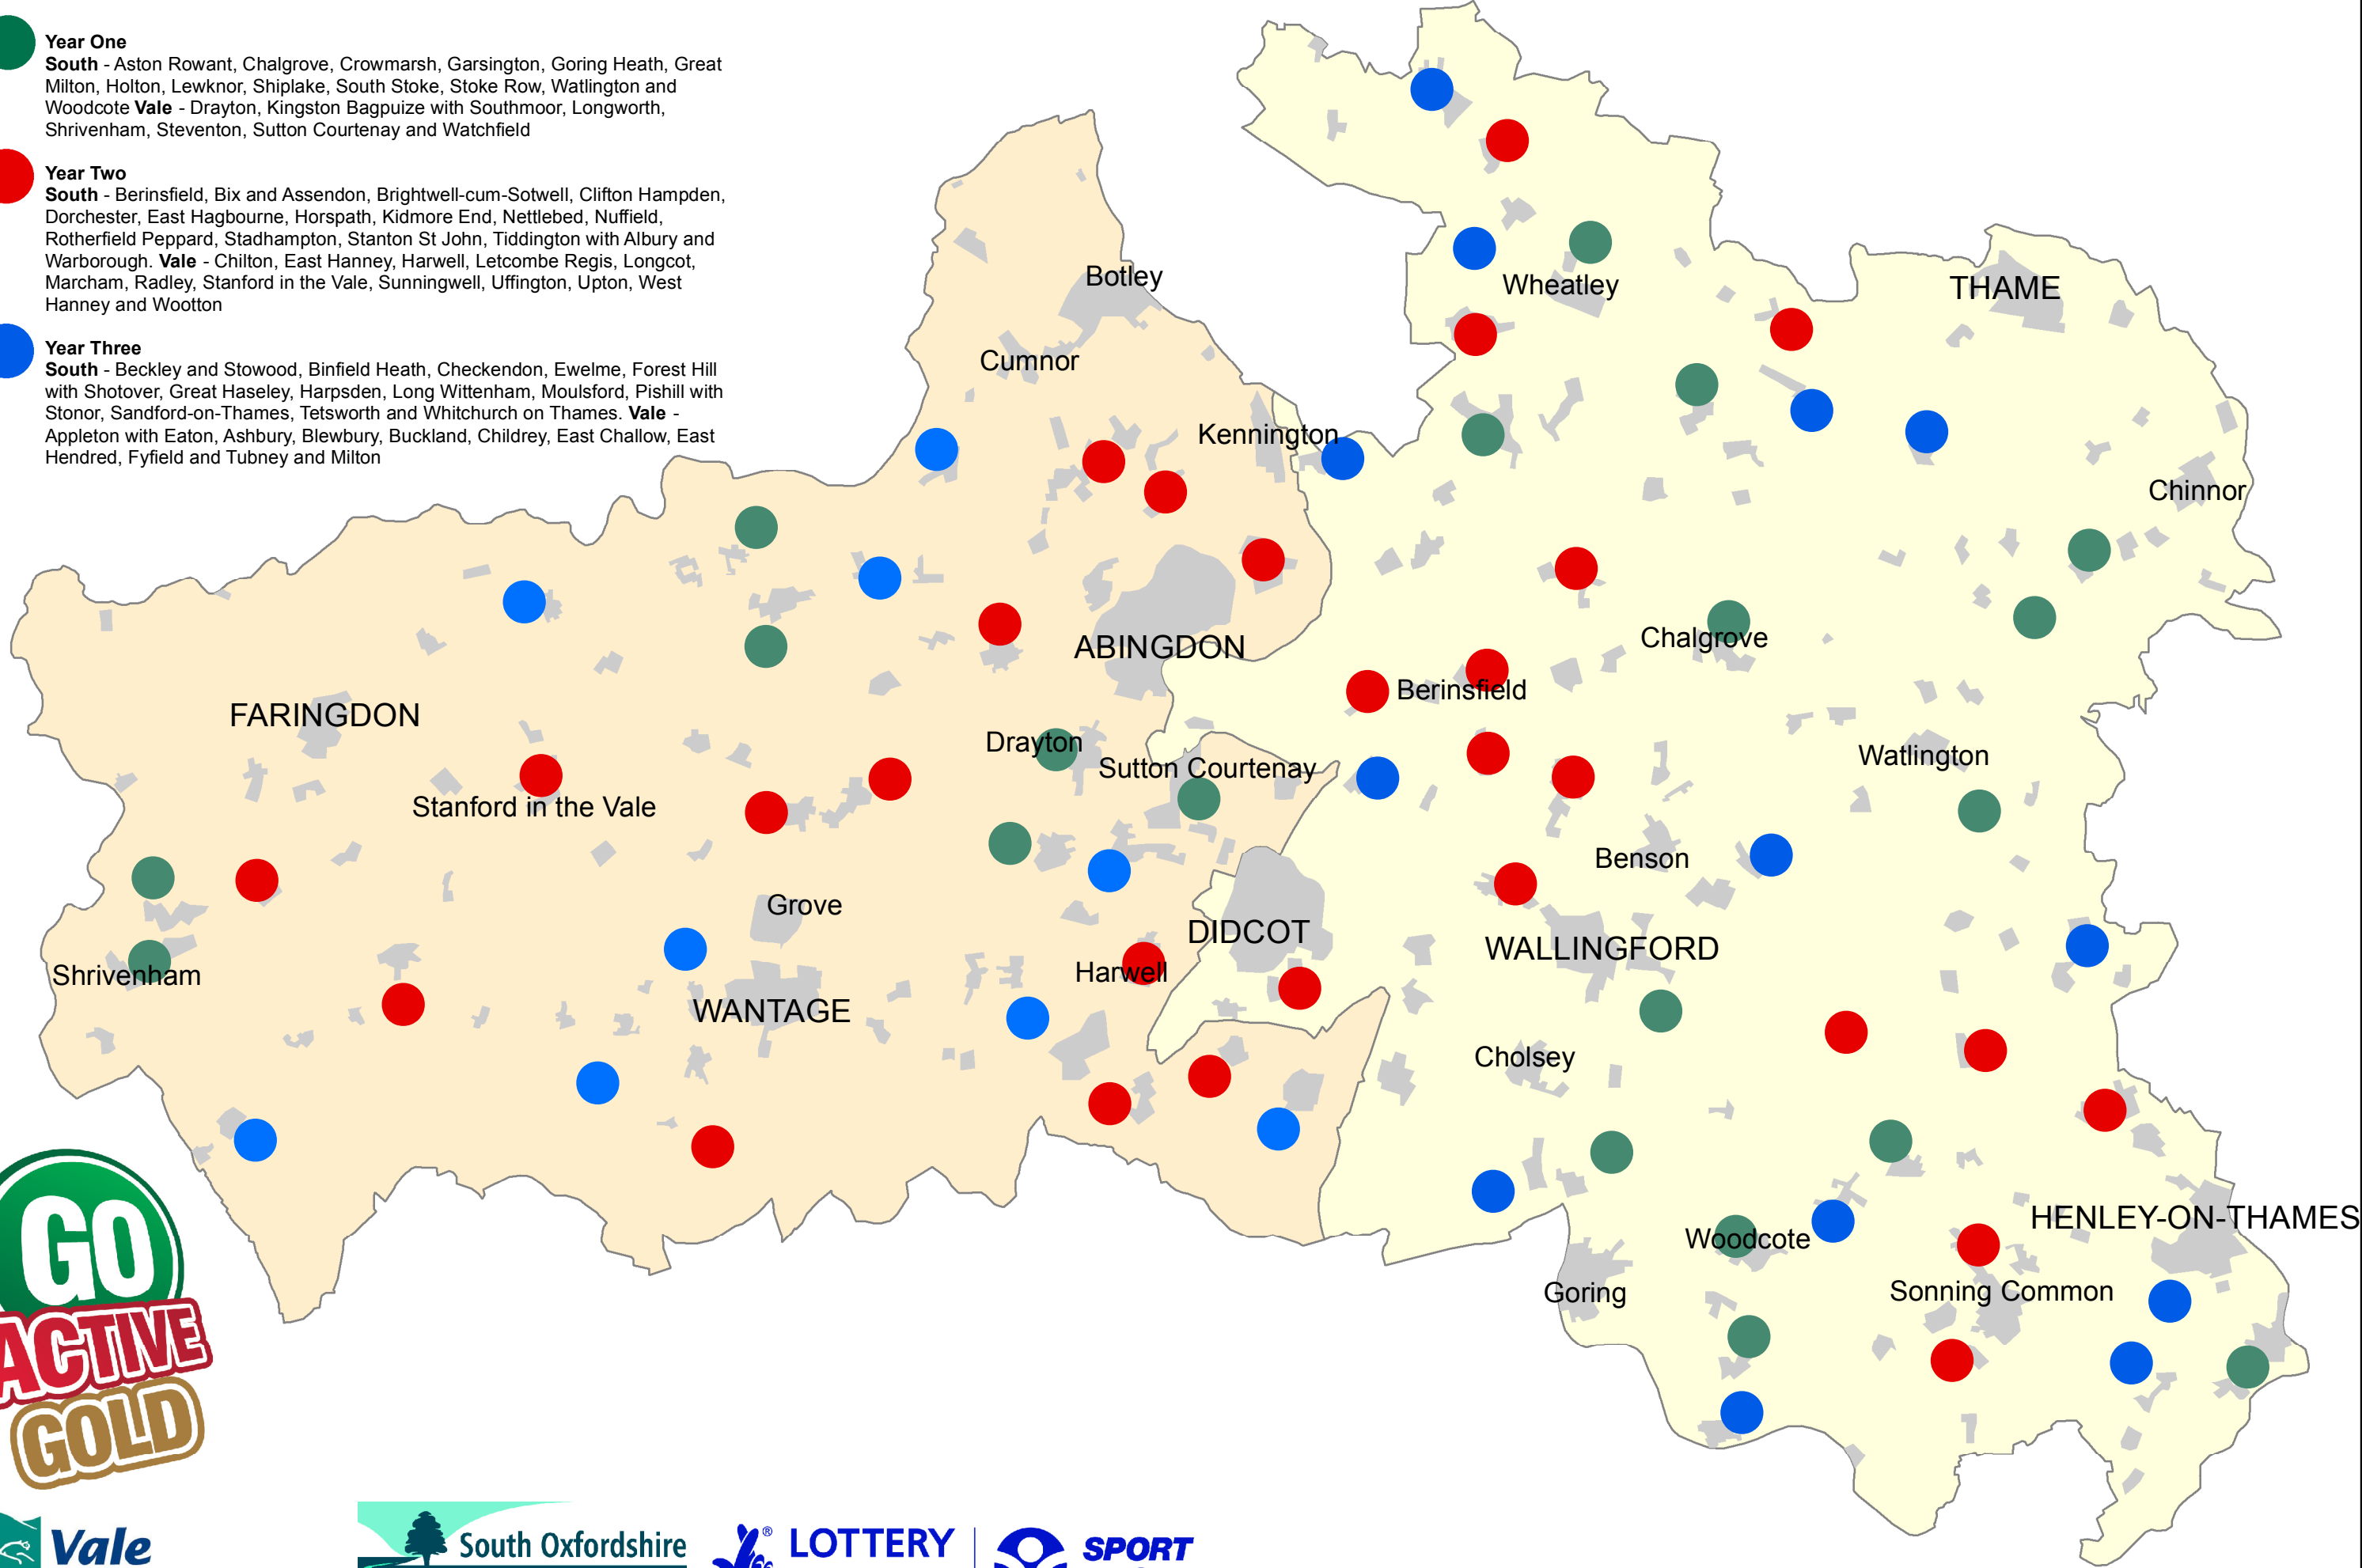 Year One
South - Aston Rowant, Chalgrove, Crowmarsh, Garsington, Goring Heath, Great
Milton, Holton, Lewknor, Shiplake, South Stoke, Stoke Row, Watlington and
Woodcote Vale - Drayton, Kingston Bagpuize with Southmoor, Longworth,
Shrivenham, Steventon, Sutton Courtenay and Watchfield
Year Two
South - Berinsfield, Bix and Assendon, Brightwell-cum-Sotwell, Clifton Hampden,
Dorchester, East Hagbourne, Horspath, Kidmore End, Nettlebed, Nuffield,
Rotherfield Peppard, Stadhampton, Stanton St John, Tiddington with Albury and
Warborough. Vale - Chilton, East Hanney, Harwell, Letcombe Regis, Longcot,
Marcham, Radley, Stanford in the Vale, Sunningwell, Uffington, Upton, West
Hanney and Wootton
Year Three
South - Beckley and Stowood, Binfield Heath, Checkendon, Ewelme, Forest Hill
with Shotover, Great Haseley, Harpsden, Long Wittenham, Moulsford, Pishill with
Stonor, Sandford-on-Thames, Tetsworth and Whitchurch on Thames. Vale -
Appleton with Eaton, Ashbury, Blewbury, Buckland, Childrey, East Challow, East
Hendred, Fyfield and Tubney and Milton
Botley
Wheatley
THAME
Cumnor
Kennington
Chinnor
Chalgrove
ABINGDON
Berinsfield
FARINGDON
Drayton
Watlington
Sutton Courtenay
Stanford in the Vale
Benson
Grove
DIDCOT
WALLINGFORD
Harwell
Shrivenham
WANTAGE
Cholsey
HENLEY-ON-THAMES
Woodcote
Goring
Sonning Common
GO
ACTIVE
GOLD
Vale
South Oxfordshire
® LOTTERY
SPORT